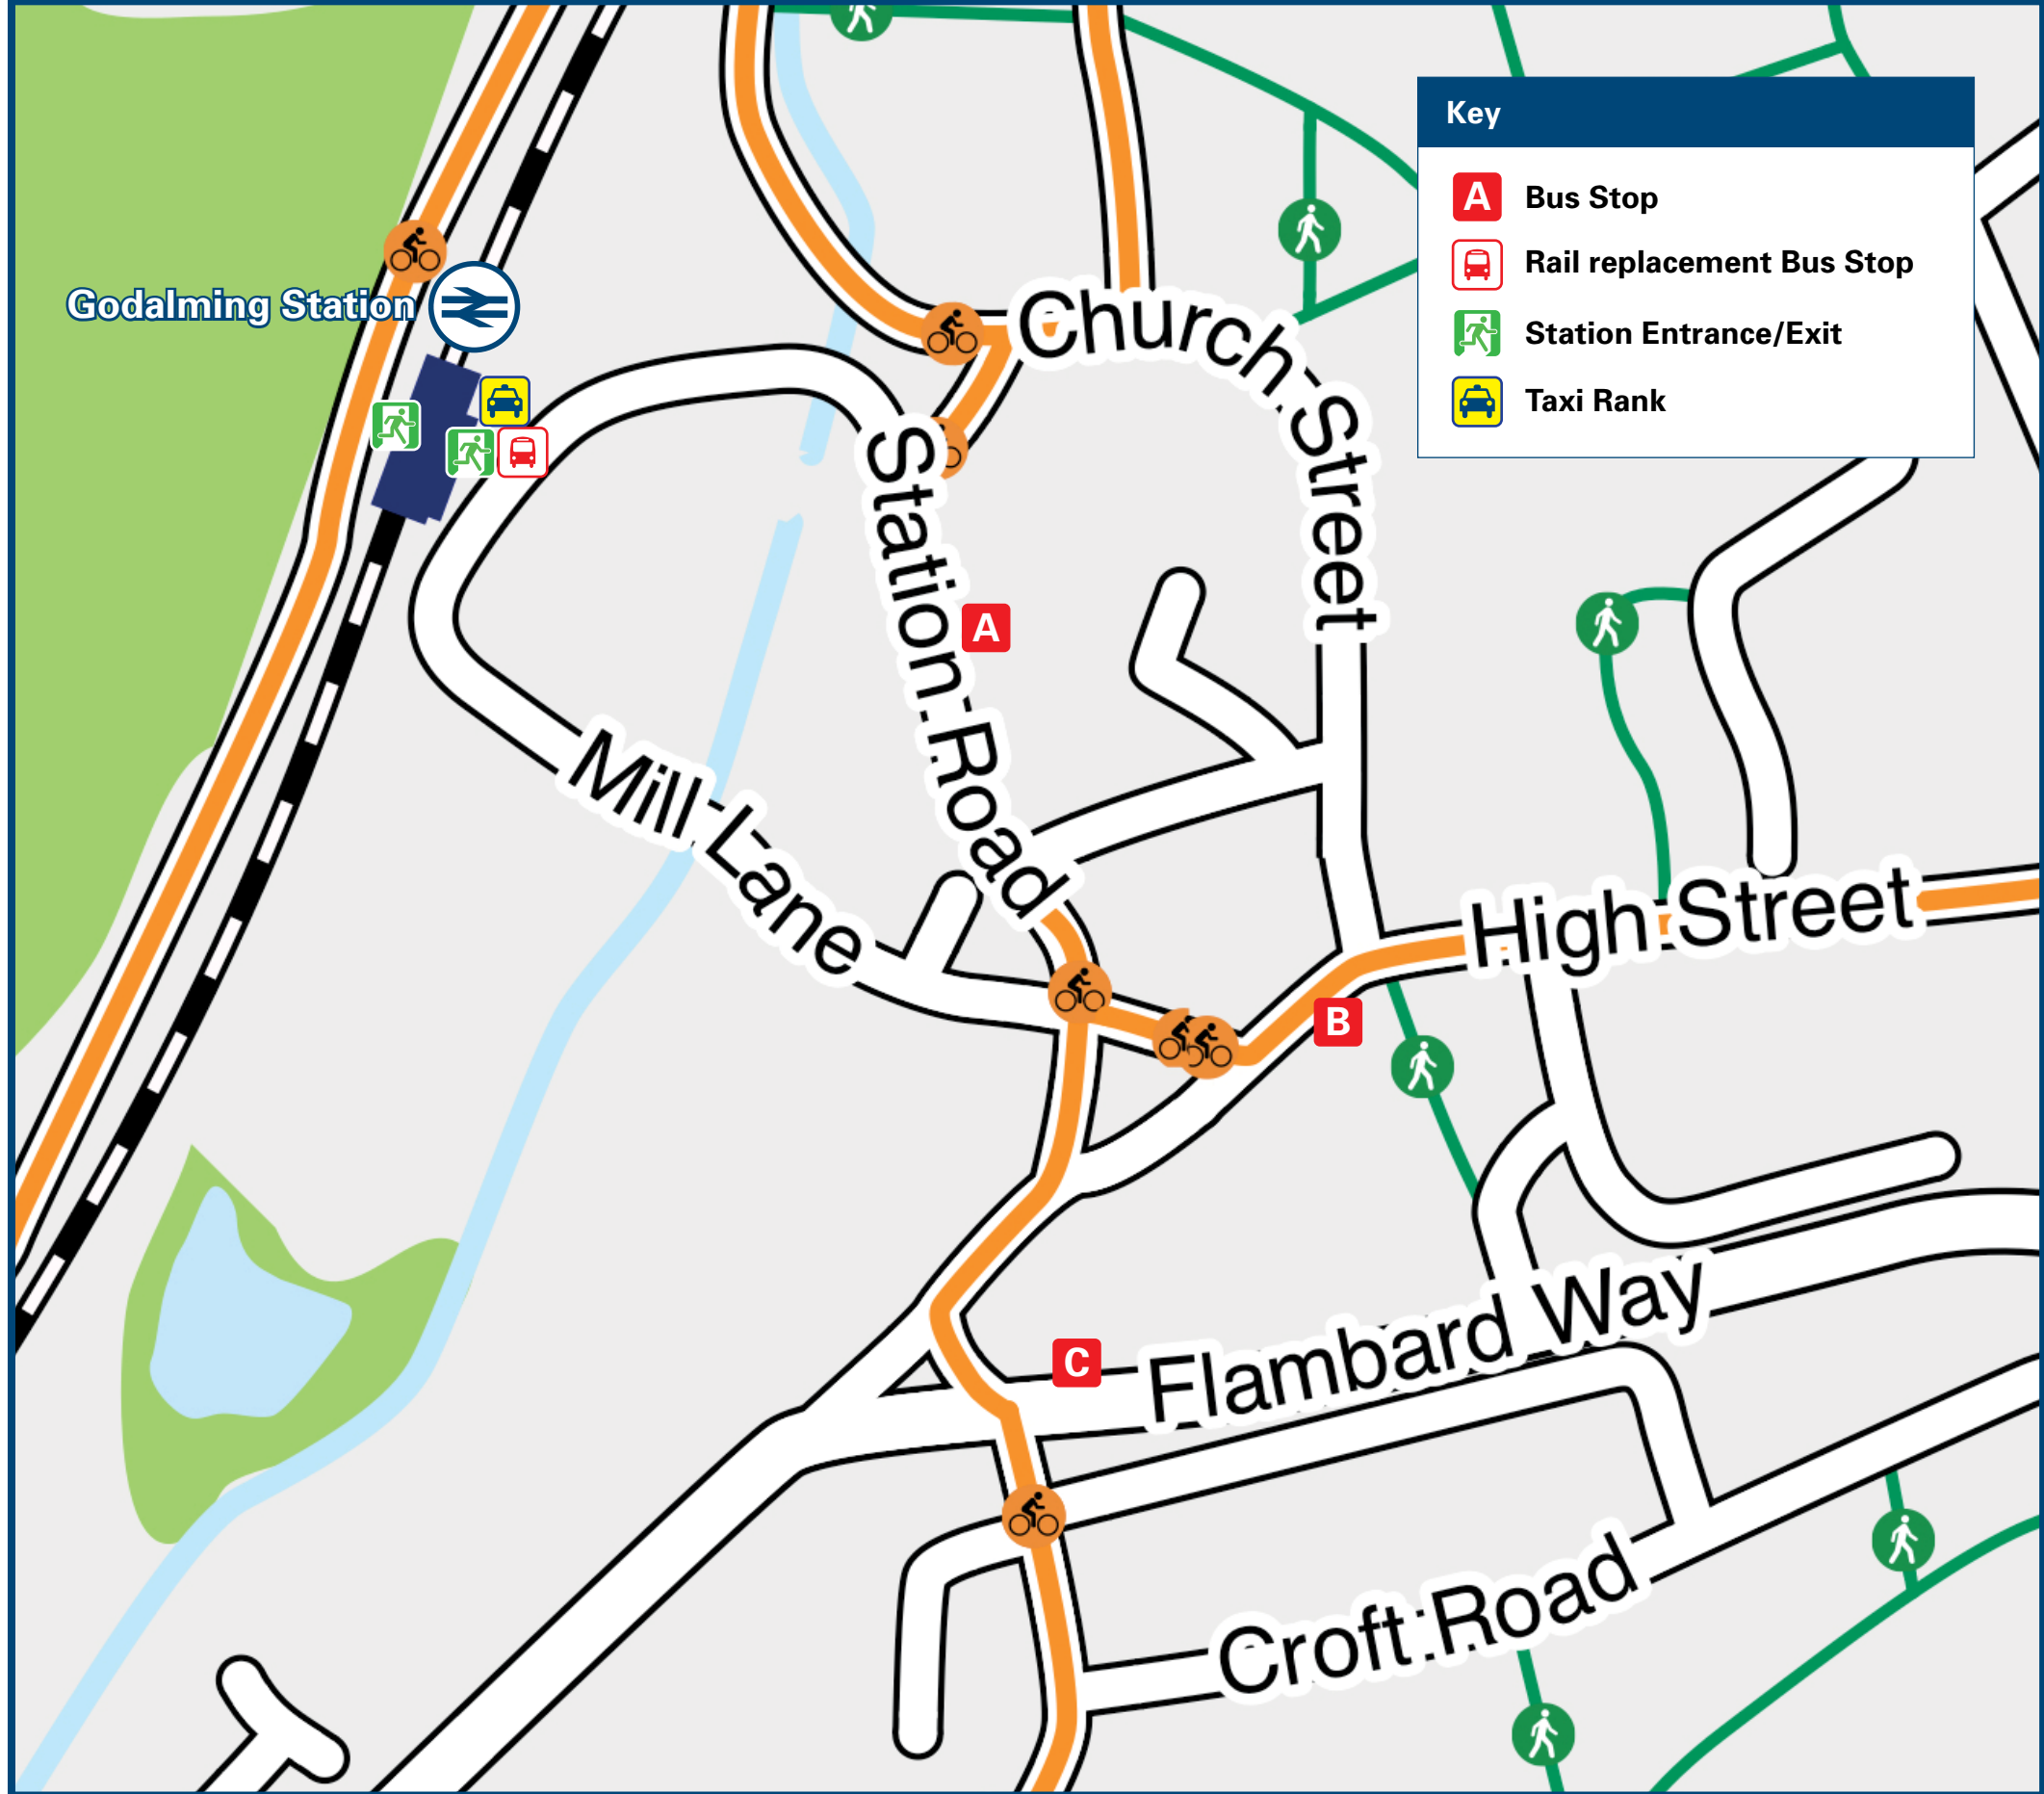 Key
A Bus Stop
Rail replacement Bus Stop
Station Entrance/Exit
Taxi Rank
Godalming Station
Church Street
Station Road
A
Mill Lane
High Street
B
Flambard Way
C
Croft Road